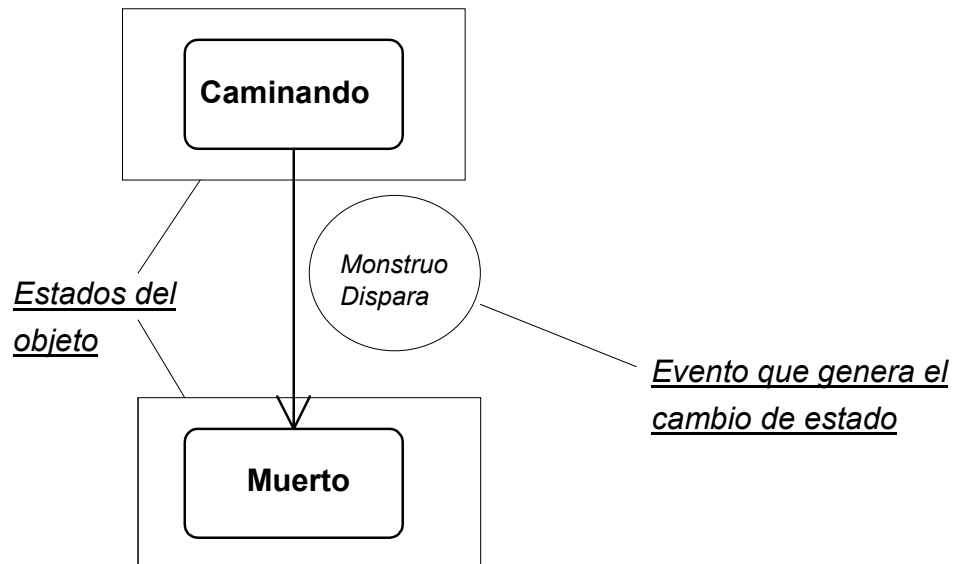 Caminando
Monstruo
Dispara
Estados del
objeto
Evento que genera el
cambio de estado
Muerto